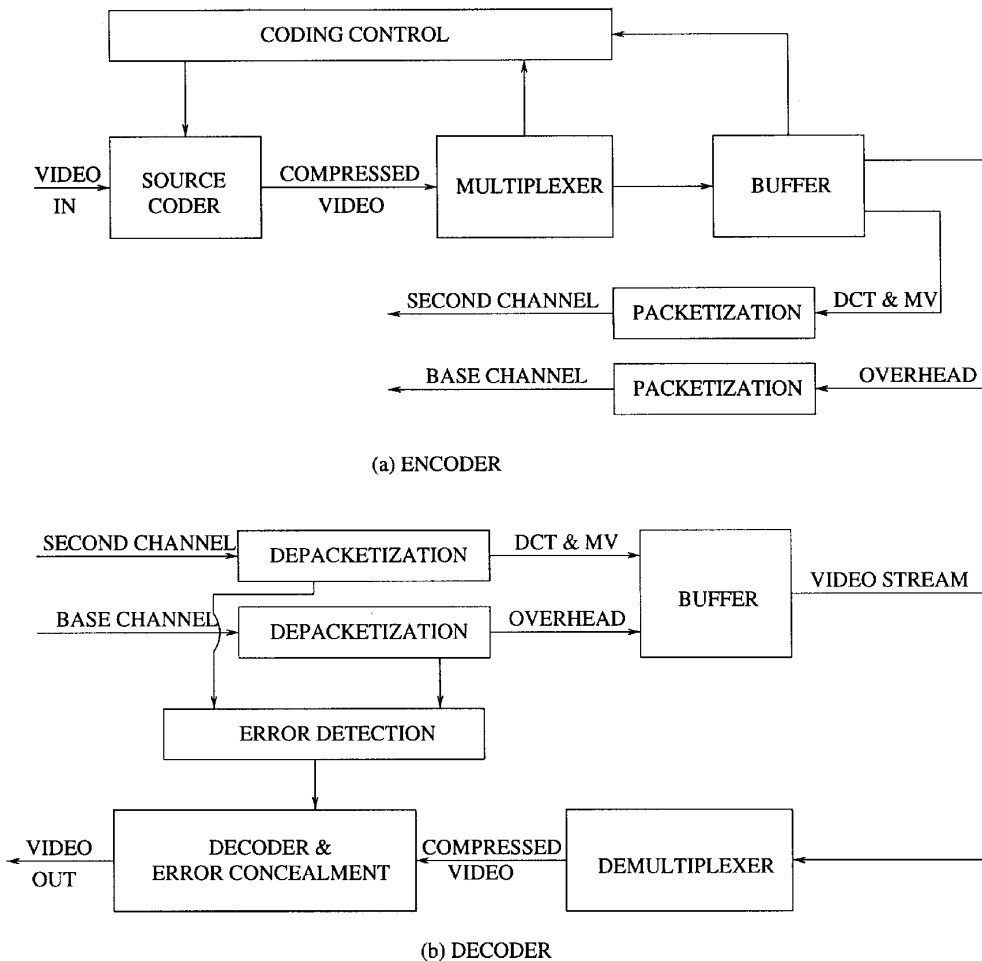 CODING CONTROL
VIDEO
IN
SOURCE
CODER
COMPRESSED
VIDEO
MULTIPLEXER
BUFFER
SECOND CHANNEL
PACKETIZATION
DCT & MV
BASE CHANNEL
PACKETIZATION
OVERHEAD
(a) ENCODER
SECOND CHANNEL
DEPACKETIZATION
DCT & MV
BUFFER
VIDEO STREAM
BASE CHANNEL
DEPACKETIZATION
OVERHEAD
ERROR DETECTION
VIDEO
OUT
DECODER &
ERROR CONCEALMENT
COMPRESSED
VIDEO
DEMULTIPLEXER
(b) DECODER